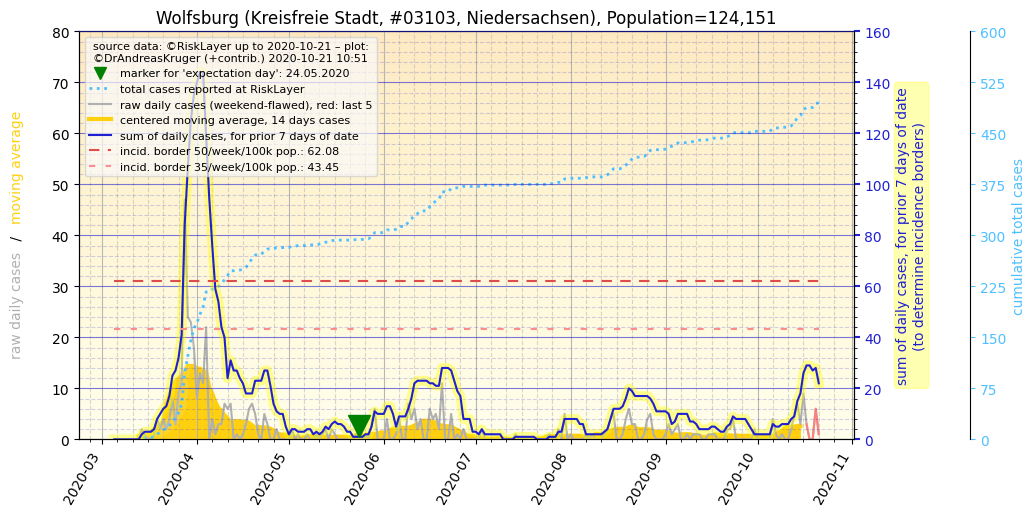 Wolfsburg (Kreisfreie Stadt, #03103, Niedersachsen), Population=124,151
source data: ©RiskLayer up to 2020-10-21 – plot:
©DrAndreasKruger (+contrib.) 2020-10-21 10:51
marker for 'expectation day': 24.05.2020
total cases reported at RiskLayer
raw daily cases (weekend-flawed), red: last 5
centered moving average, 14 days cases
sum of daily cases, for prior 7 days of date
incid. border 50/week/100k pop.: 62.08
incid. border 35/week/100k pop.: 43.45
raw daily cases / moving average
80
70
60
50
40
30
20
10
0
160
140
120
100
80
60
40
20
0
sum of daily cases, for prior 7 days of date
(to determine incidence borders)
600
525
450
375
300
225
150
75
0
cumulative total cases
2020-03
2020-04
2020-05
2020-06
2020-07
2020-08
2020-09
2020-10
2020-11